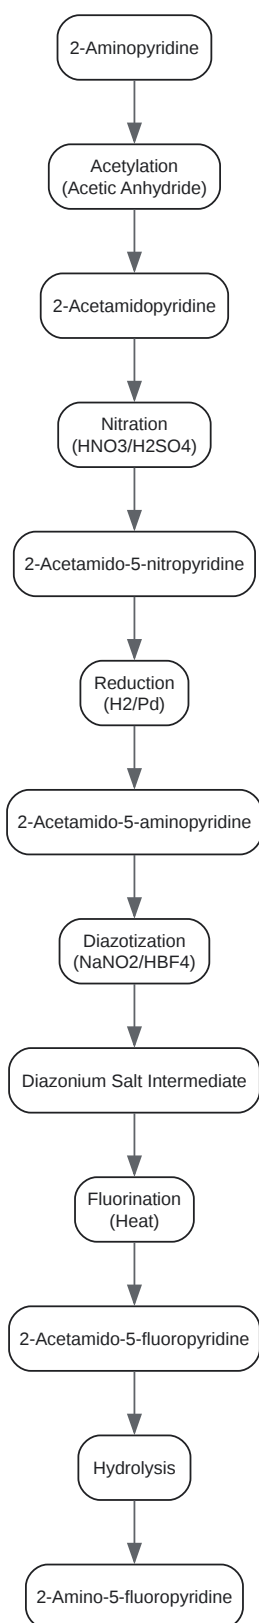 2-Aminopyridine
Acetylation
(Acetic Anhydride)
2-Acetamidopyridine
Nitration
(HNO3/H2SO4)
2-Acetamido-5-nitropyridine
Reduction
(H2/Pd)
2-Acetamido-5-aminopyridine
Diazotization
(NaNO2/HBF4)
Diazonium Salt Intermediate
Fluorination
(Heat)
2-Acetamido-5-fluoropyridine
Hydrolysis
2-Amino-5-fluoropyridine